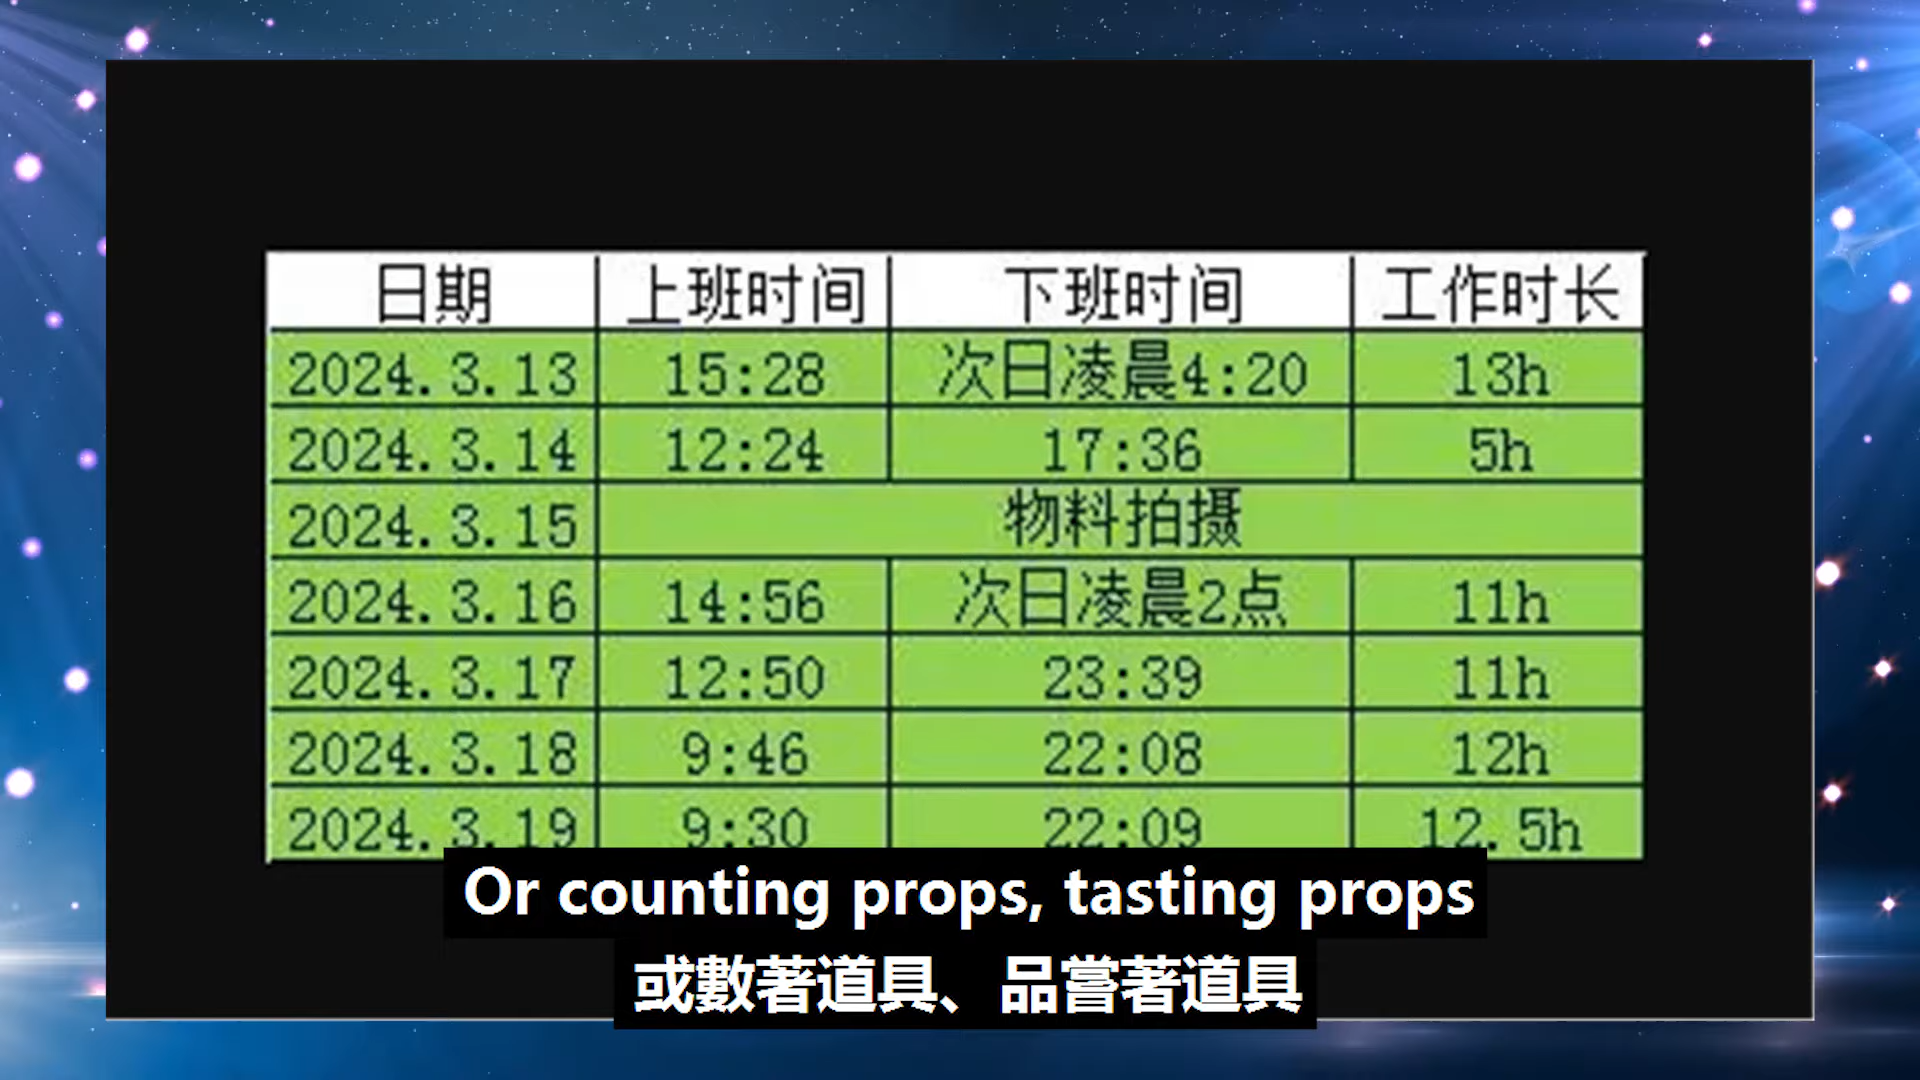 日期 上班时间 下班时间 工作时长
2024.3.13 15:28 次日凌晨4:20 13h
2024.3.14 12:24 17:36 5h
2024.3.15 物料拍摄
2024.3.16 14:56 次日凌晨2点 11h
2024.3.17 12:50 23:39 11h
2024.3.18 9:46 22:08 12h
2024.3.19 9:30 22:09 12.5h
Or counting props, tasting props
或數著道具、品嘗著道具